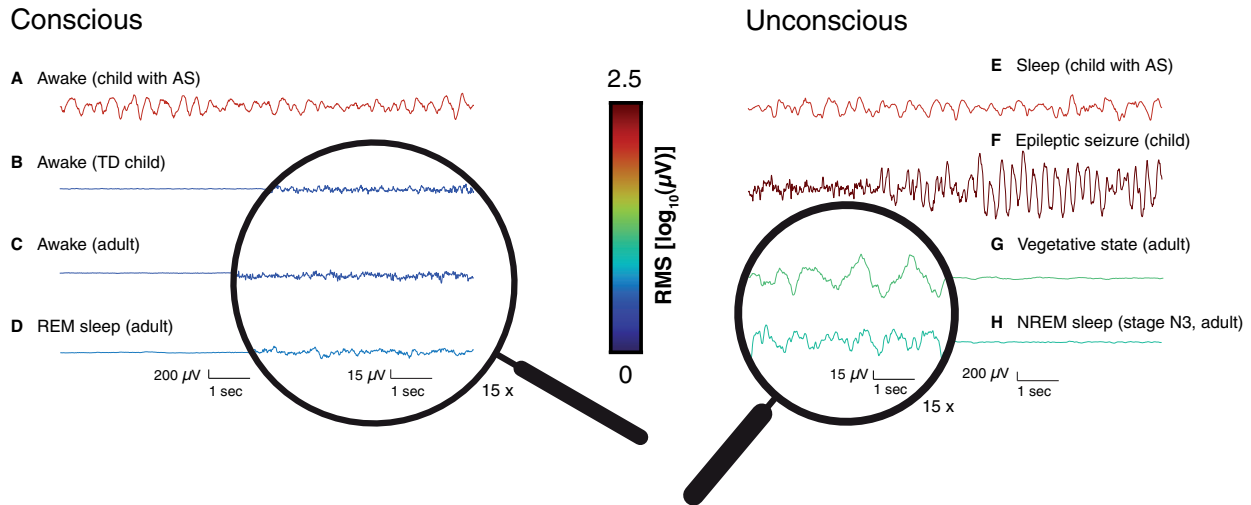 Conscious
Unconscious
A Awake (child with AS)
B Awake (TD child)
C Awake (adult)
D REM sleep (adult)
200 μV
1 sec
15 μV
1 sec
15 x
2.5
RMS [log10(μV)]
0
E Sleep (child with AS)
F Epileptic seizure (child)
G Vegetative state (adult)
H NREM sleep (stage N3, adult)
15 μV
1 sec
15 x
200 μV
1 sec